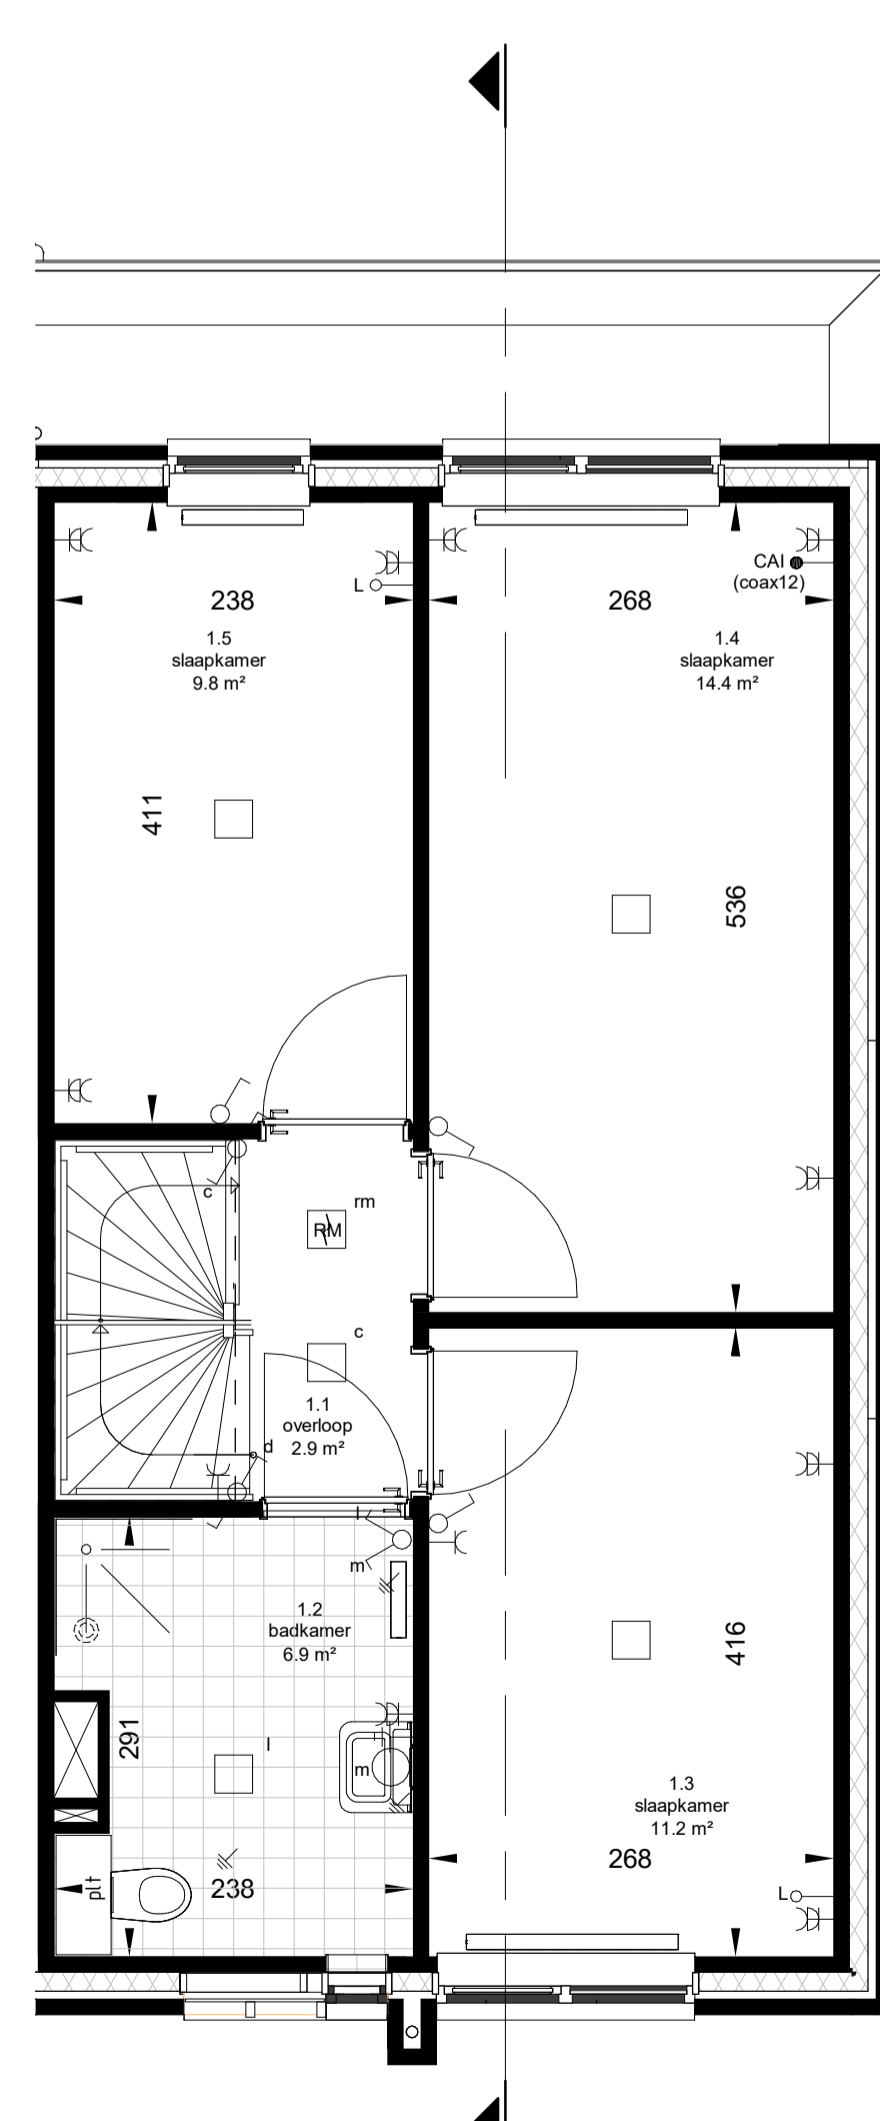 CAI
(coax12)
L
238
268
1.5
slaapkamer
9.8 m²
1.4
slaapkamer
14.4 m²
411
536
c
rm
RM
c
1.1
overloop
2.9 m²
d
l
m
1.2
badkamer
6.9 m²
416
291
l
m
1.3
slaapkamer
11.2 m²
268
plt
238
L